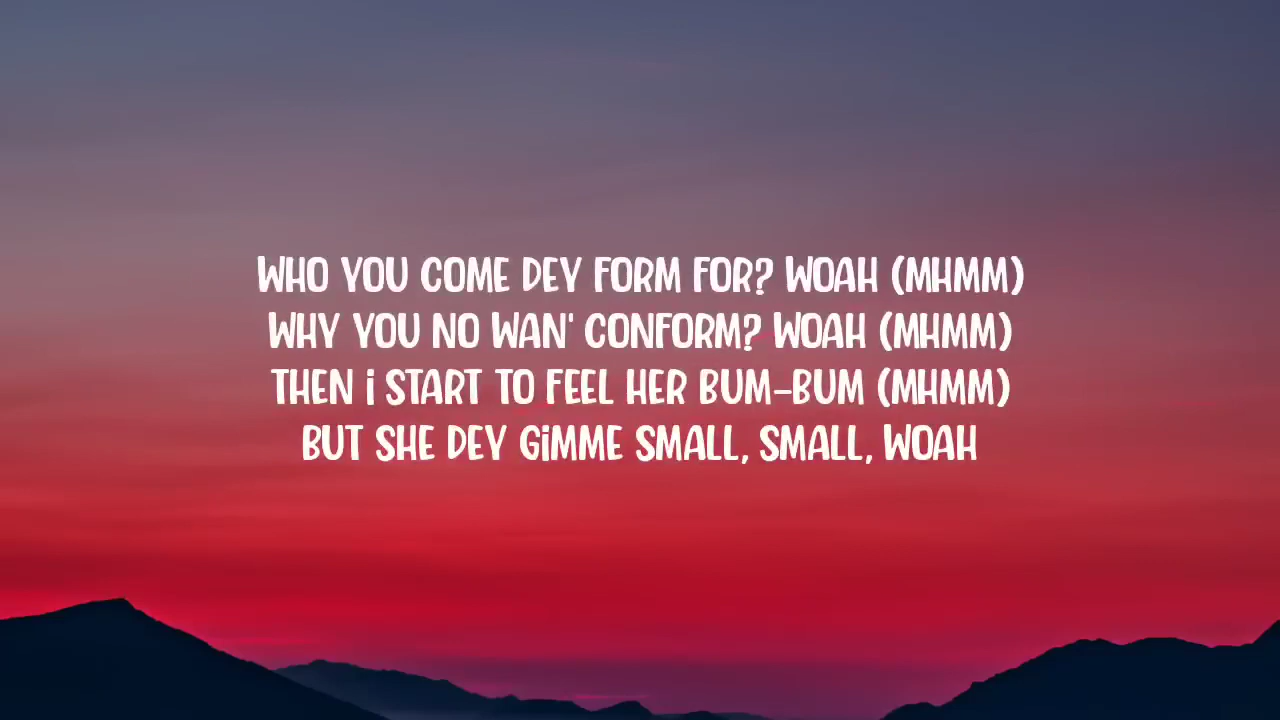 WHO YOU COME DEY FORM FOR? WOAH (MHMM)
WHY YOU NO WAN' CONFORM? WOAH (MHMM)
THEN i START TO FEEL HER BUM-BUM (MHMM)
BUT SHE DEY GiMME SMALL, SMALL, WOAH